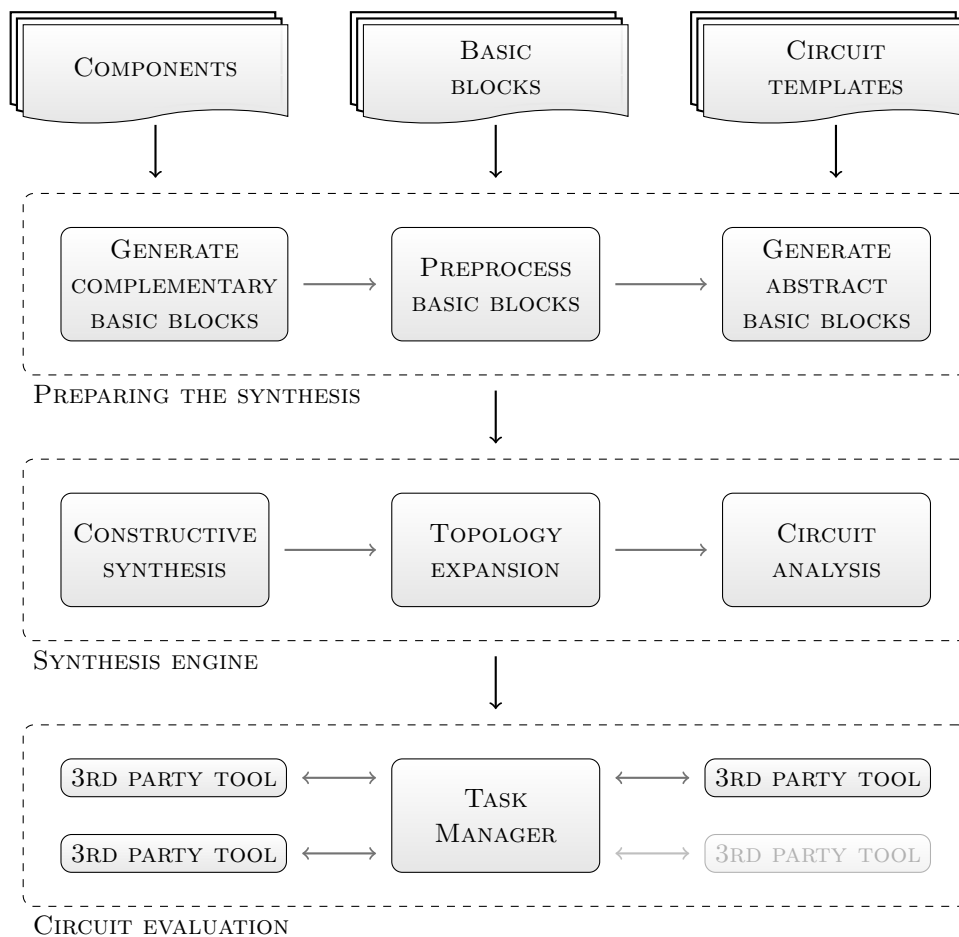 COMPONENTS
BASIC
BLOCKS
CIRCUIT
TEMPLATES
GENERATE
COMPLEMENTARY
BASIC BLOCKS
PREPROCESS
BASIC BLOCKS
GENERATE
ABSTRACT
BASIC BLOCKS
PREPARING THE SYNTHESIS
CONSTRUCTIVE
SYNTHESIS
TOPOLOGY
EXPANSION
CIRCUIT
ANALYSIS
SYNTHESIS ENGINE
3RD PARTY TOOL
3RD PARTY TOOL
TASK
MANAGER
3RD PARTY TOOL
3RD PARTY TOOL
CIRCUIT EVALUATION